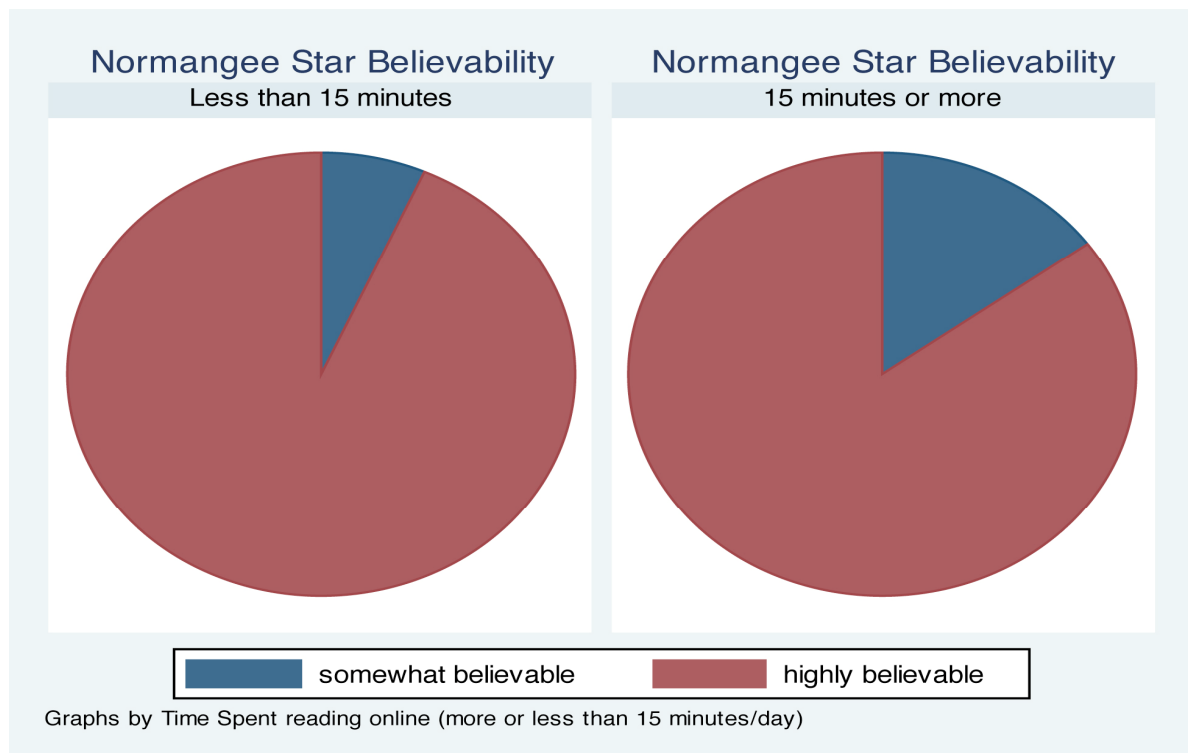 Normangee Star Believability
Less than 15 minutes
Normangee Star Believability
15 minutes or more
somewhat believable
highly believable
Graphs by Time Spent reading online (more or less than 15 minutes/day)